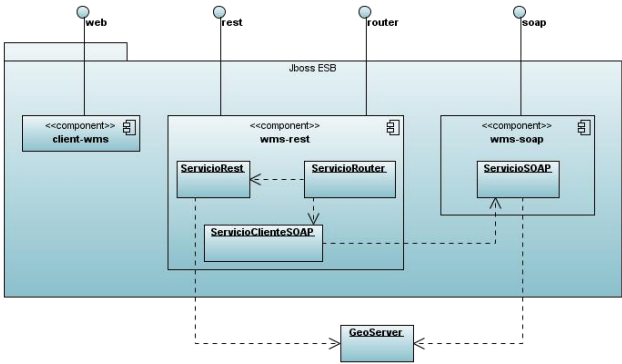 web
rest
router
soap
Jboss ESB
<<component>>
client-wms
<<component>>
wms-rest
<<component>>
wms-soap
ServicioRest
ServicioRouter
ServicioSOAP
ServicioClienteSOAP
GeoServer